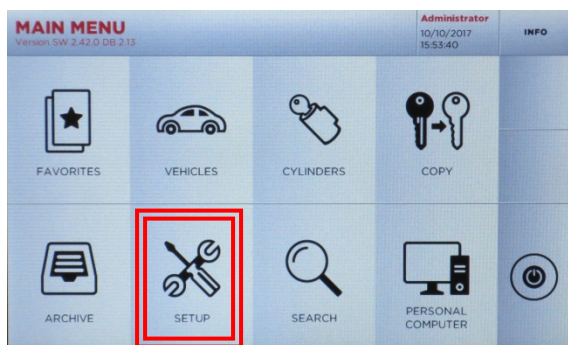 MAIN MENU
Version SW 2.42.0 DB 2.13
Administrator
10/10/2017
15:53:40
INFO
FAVORITES
VEHICLES
CYLINDERS
COPY
ARCHIVE
SETUP
SEARCH
PERSONAL
COMPUTER